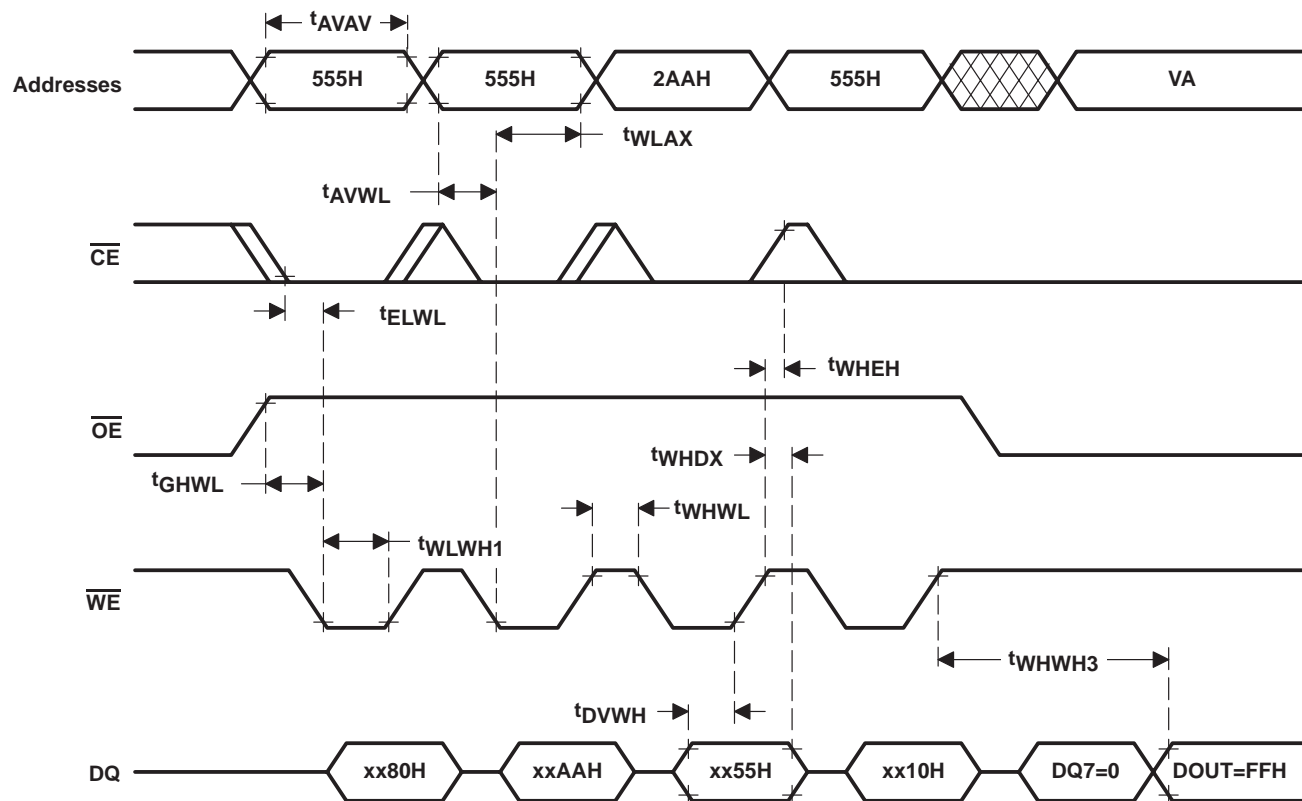 tAVAV
Addresses 555H 555H 2AAH 555H VA
tWLAX
tAVWL
CE
tELWL
tWHEH
OE
tWHDX
tGHWL
tWHWL
tWLWH1
WE
tWHWH3
tDVWH
DQ xx80H xxAAH xx55H xx10H DQ7=0 DOUT=FFH